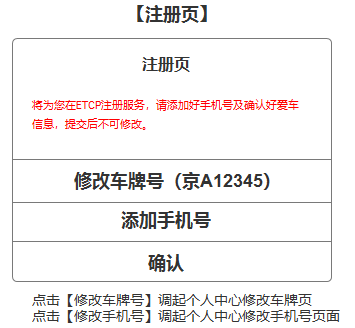 【注册页】
注册页
将为您在ETCP注册服务，请添加好手机号及确认好爱车
信息，提交后不可修改。
修改车牌号（京A12345）
添加手机号
确认
点击【修改车牌号】调起个人中心修改车牌页
点击【修改手机号】调起个人中心修改手机号页面